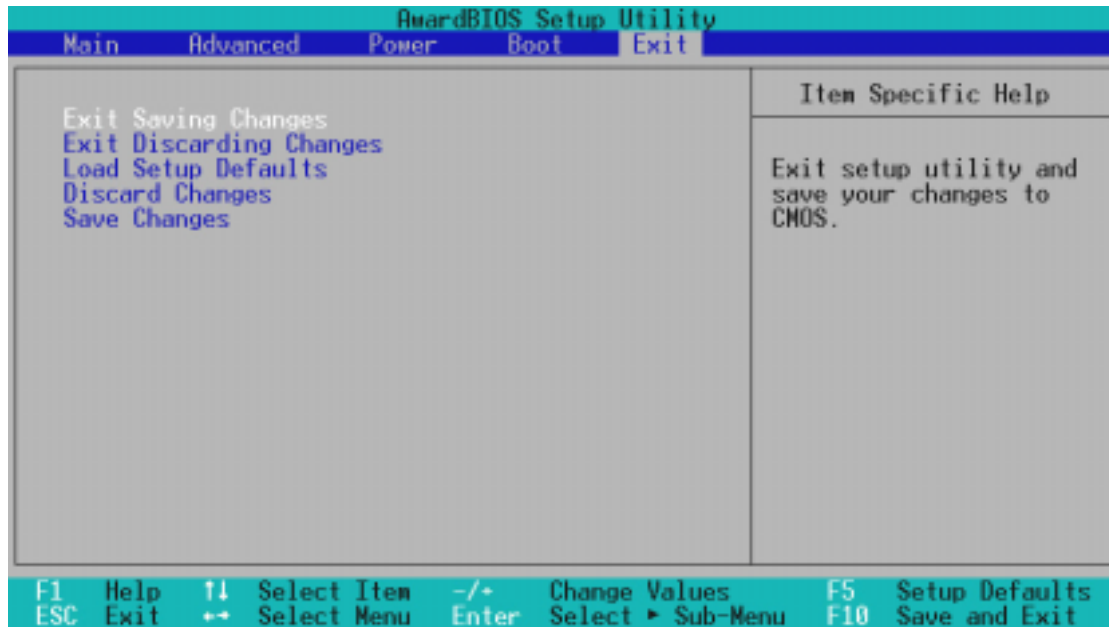 AwardBIOS Setup Utility
Main Advanced Power Boot Exit
Exit Saving Changes
Exit Discarding Changes
Load Setup Defaults
Discard Changes
Save Changes
Item Specific Help
Exit setup utility and
save your changes to
CMOS.
F1 Help ↑↓ Select Item -/+ Change Values F5 Setup Defaults
ESC Exit ←→ Select Menu Enter Select ► Sub-Menu F10 Save and Exit